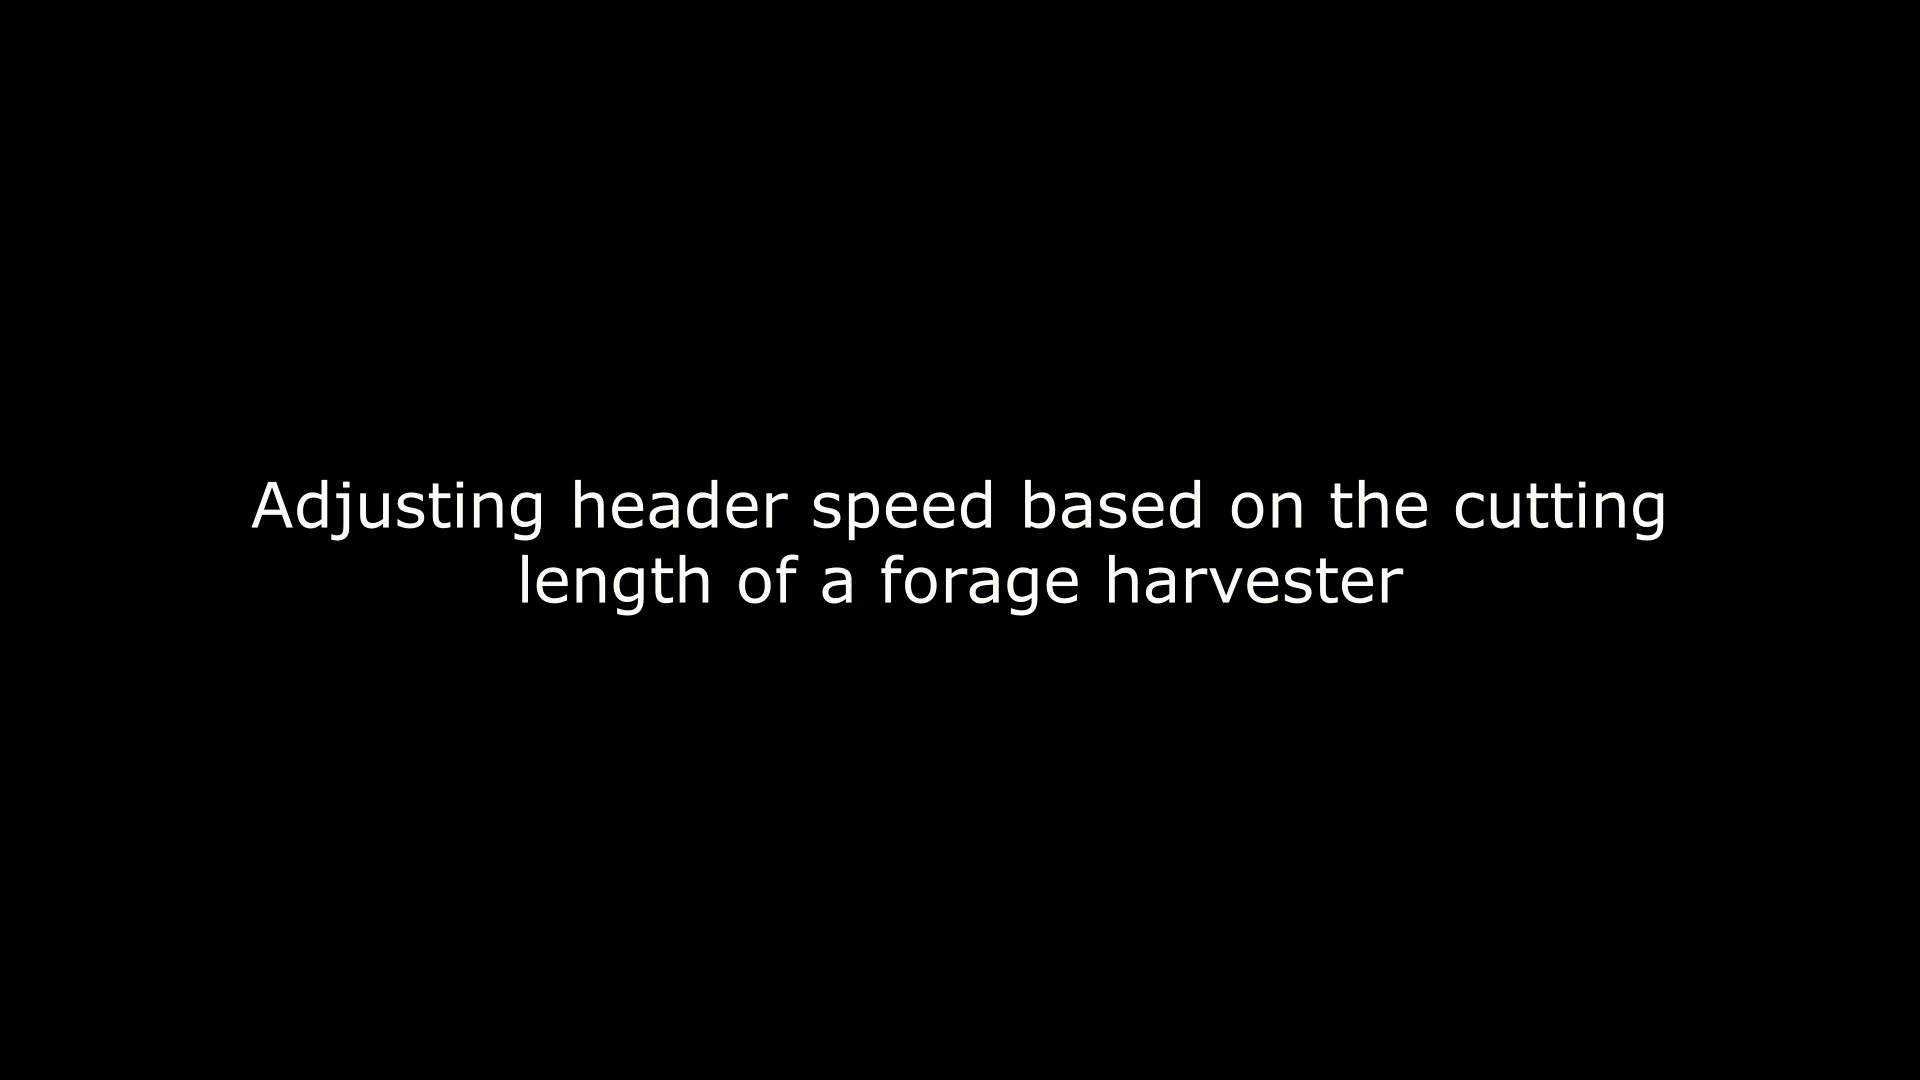 Adjusting header speed based on the cutting
length of a forage harvester